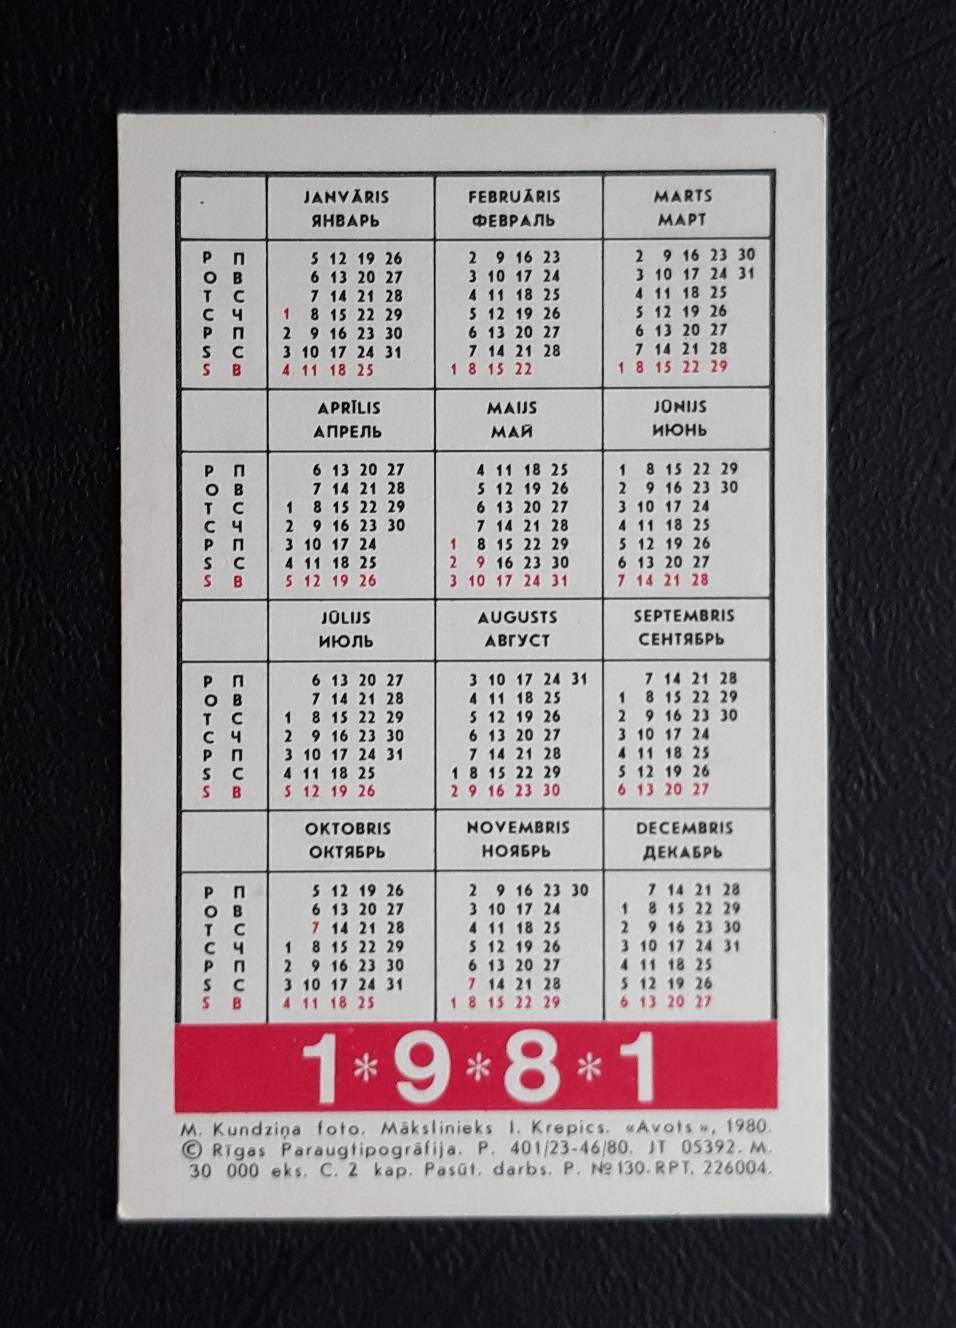 JANVĀRIS FEBRUĀRIS MARTS
ЯНВАРЬ ФЕВРАЛЬ МАРТ
P П 5 12 19 26 2 9 16 23 2 9 16 23 30
O В 6 13 20 27 3 10 17 24 3 10 17 24 31
T С 7 14 21 28 4 11 18 25 4 11 18 25
C Ч 1 8 15 22 29 5 12 19 26 5 12 19 26
P П 2 9 16 23 30 6 13 20 27 6 13 20 27
S С 3 10 17 24 31 7 14 21 28 7 14 21 28
S В 4 11 18 25 1 8 15 22 1 8 15 22 29
APRĪLIS MAIJS JŪNIJS
АПРЕЛЬ МАЙ ИЮНЬ
P П 6 13 20 27 4 11 18 25 1 8 15 22 29
O В 7 14 21 28 5 12 19 26 2 9 16 23 30
T С 1 8 15 22 29 6 13 20 27 3 10 17 24
C Ч 2 9 16 23 30 7 14 21 28 4 11 18 25
P П 3 10 17 24 1 8 15 22 29 5 12 19 26
S С 4 11 18 25 2 9 16 23 30 6 13 20 27
S В 5 12 19 26 3 10 17 24 31 7 14 21 28
JŪLIJS AUGUSTS SEPTEMBRIS
ИЮЛЬ АВГУСТ СЕНТЯБРЬ
P П 6 13 20 27 3 10 17 24 31 7 14 21 28
O В 7 14 21 28 4 11 18 25 1 8 15 22 29
T С 1 8 15 22 29 5 12 19 26 2 9 16 23 30
C Ч 2 9 16 23 30 6 13 20 27 3 10 17 24
P П 3 10 17 24 31 7 14 21 28 4 11 18 25
S С 4 11 18 25 1 8 15 22 29 5 12 19 26
S В 5 12 19 26 2 9 16 23 30 6 13 20 27
OKTOBRIS NOVEMBRIS DECEMBRIS
ОКТЯБРЬ НОЯБРЬ ДЕКАБРЬ
P П 5 12 19 26 2 9 16 23 30 7 14 21 28
O В 6 13 20 27 3 10 17 24 1 8 15 22 29
T С 7 14 21 28 4 11 18 25 2 9 16 23 30
C Ч 1 8 15 22 29 5 12 19 26 3 10 17 24 31
P П 2 9 16 23 30 6 13 20 27 4 11 18 25
S С 3 10 17 24 31 7 14 21 28 5 12 19 26
S В 4 11 18 25 1 8 15 22 29 6 13 20 27
1*9*8*1
M. Kundziņa foto. Mākslinieks I. Krepics. «Avots», 1980.
© Rīgas Paraugtipogrāfija. P. 401/23-46/80. JT 05392. M.
30 000 eks. C. 2 kap. Pasūt. darbs. P. №130. RPT. 226004.